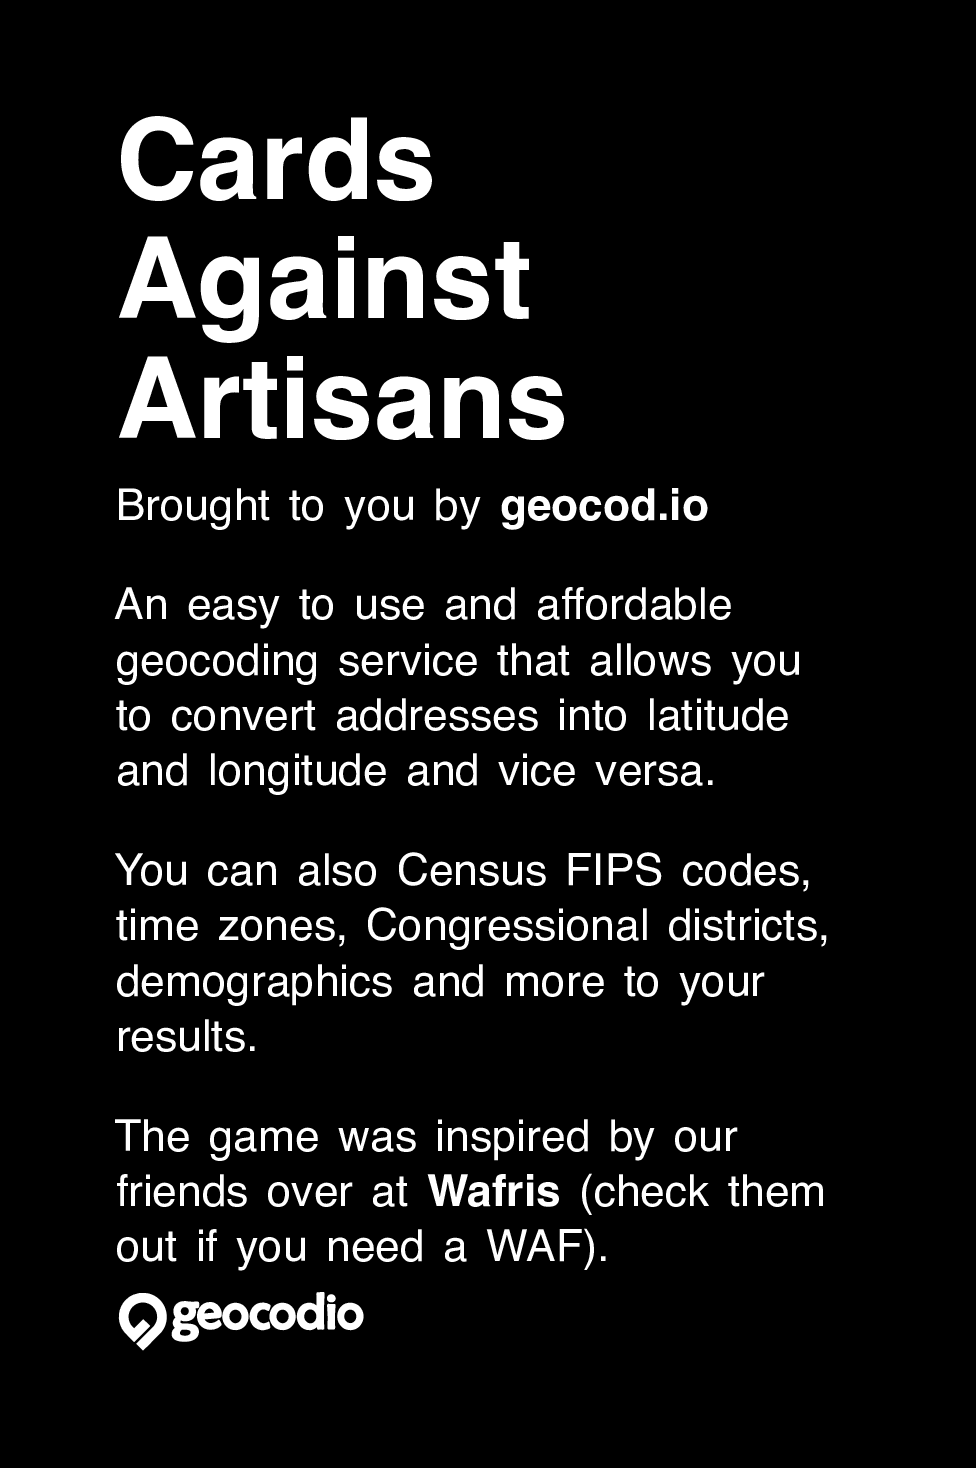 Cards
Against
Artisans
Brought to you by geocod.io
An easy to use and affordable
geocoding service that allows you
to convert addresses into latitude
and longitude and vice versa.
You can also Census FIPS codes,
time zones, Congressional districts,
demographics and more to your
results.
The game was inspired by our
friends over at Wafris (check them
out if you need a WAF).
geocodio